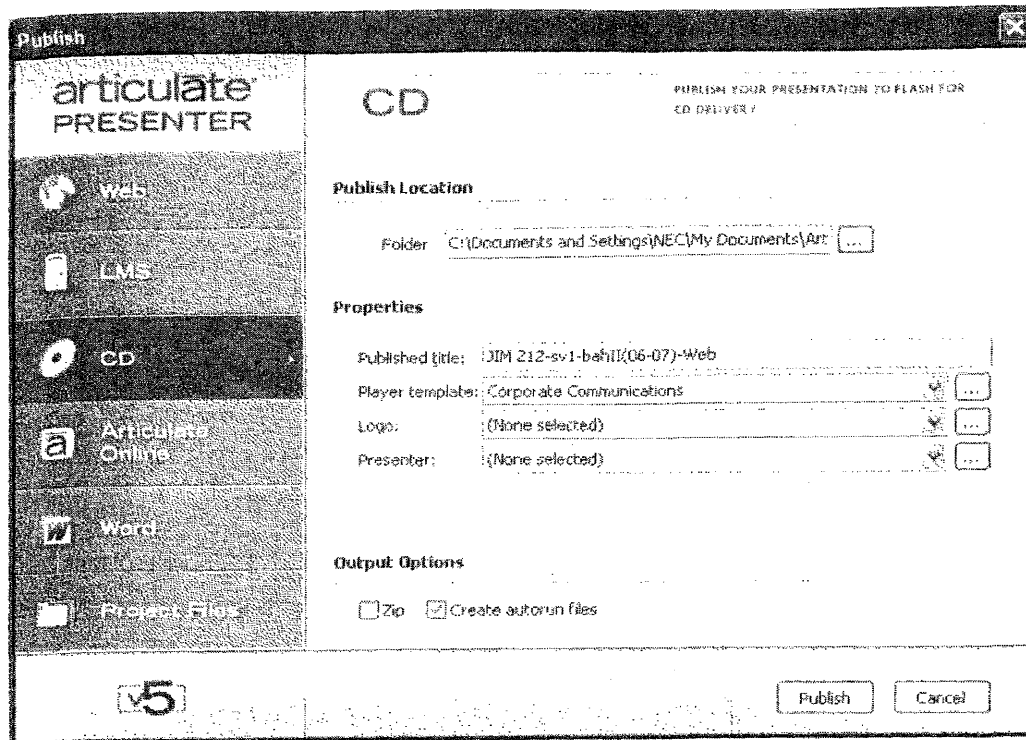 Publish
articulate
PRESENTER
Web
LMS
CD
Articulate
Online
Word
Project Files
v5
CD
PUBLISH YOUR PRESENTATION TO FLASH FOR
CD DELIVERY
Publish Location
Folder C:\Documents and Settings\NEC\My Documents\Art ...
Properties
Published title: JIM 212-sv1-bahII(06-07)-Web
Player template: Corporate Communications ...
Logo: (None selected) ...
Presenter: (None selected) ...
Output Options
Zip Create autorun files
Publish Cancel